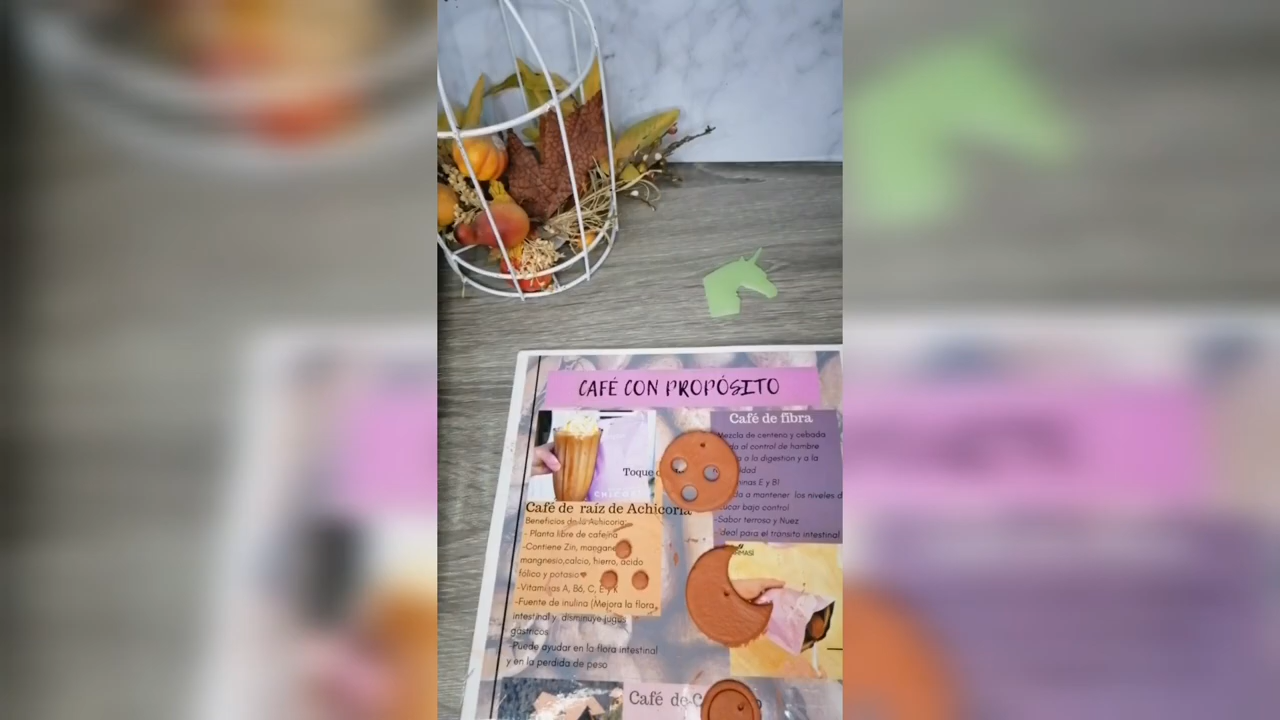 CAFÉ CON PROPÓSITO
Café de fibra
Mezcla de centeno y cebada
al control de hambre
a a la digestion y a la
Vitaminas E y B1
a mantener los niveles d
azúcar bajo control
-Sabor terroso y Nuez
Ideal para el tránsito intestinal
Toque
Café de raíz de Achicoria
Beneficios de la Achicoria:
- Planta libre de cafeína
-Contiene Zin, mangane
mangnesio,calcio, hierro, ácido
fólico y potasio
-Vitaminas A, B6, C, E y K
-Fuente de inulina (Mejora la flora
intestinal y disminuye jugos
gástricos
-Puede ayudar en la flora intestinal
y en la perdida de peso
Café de